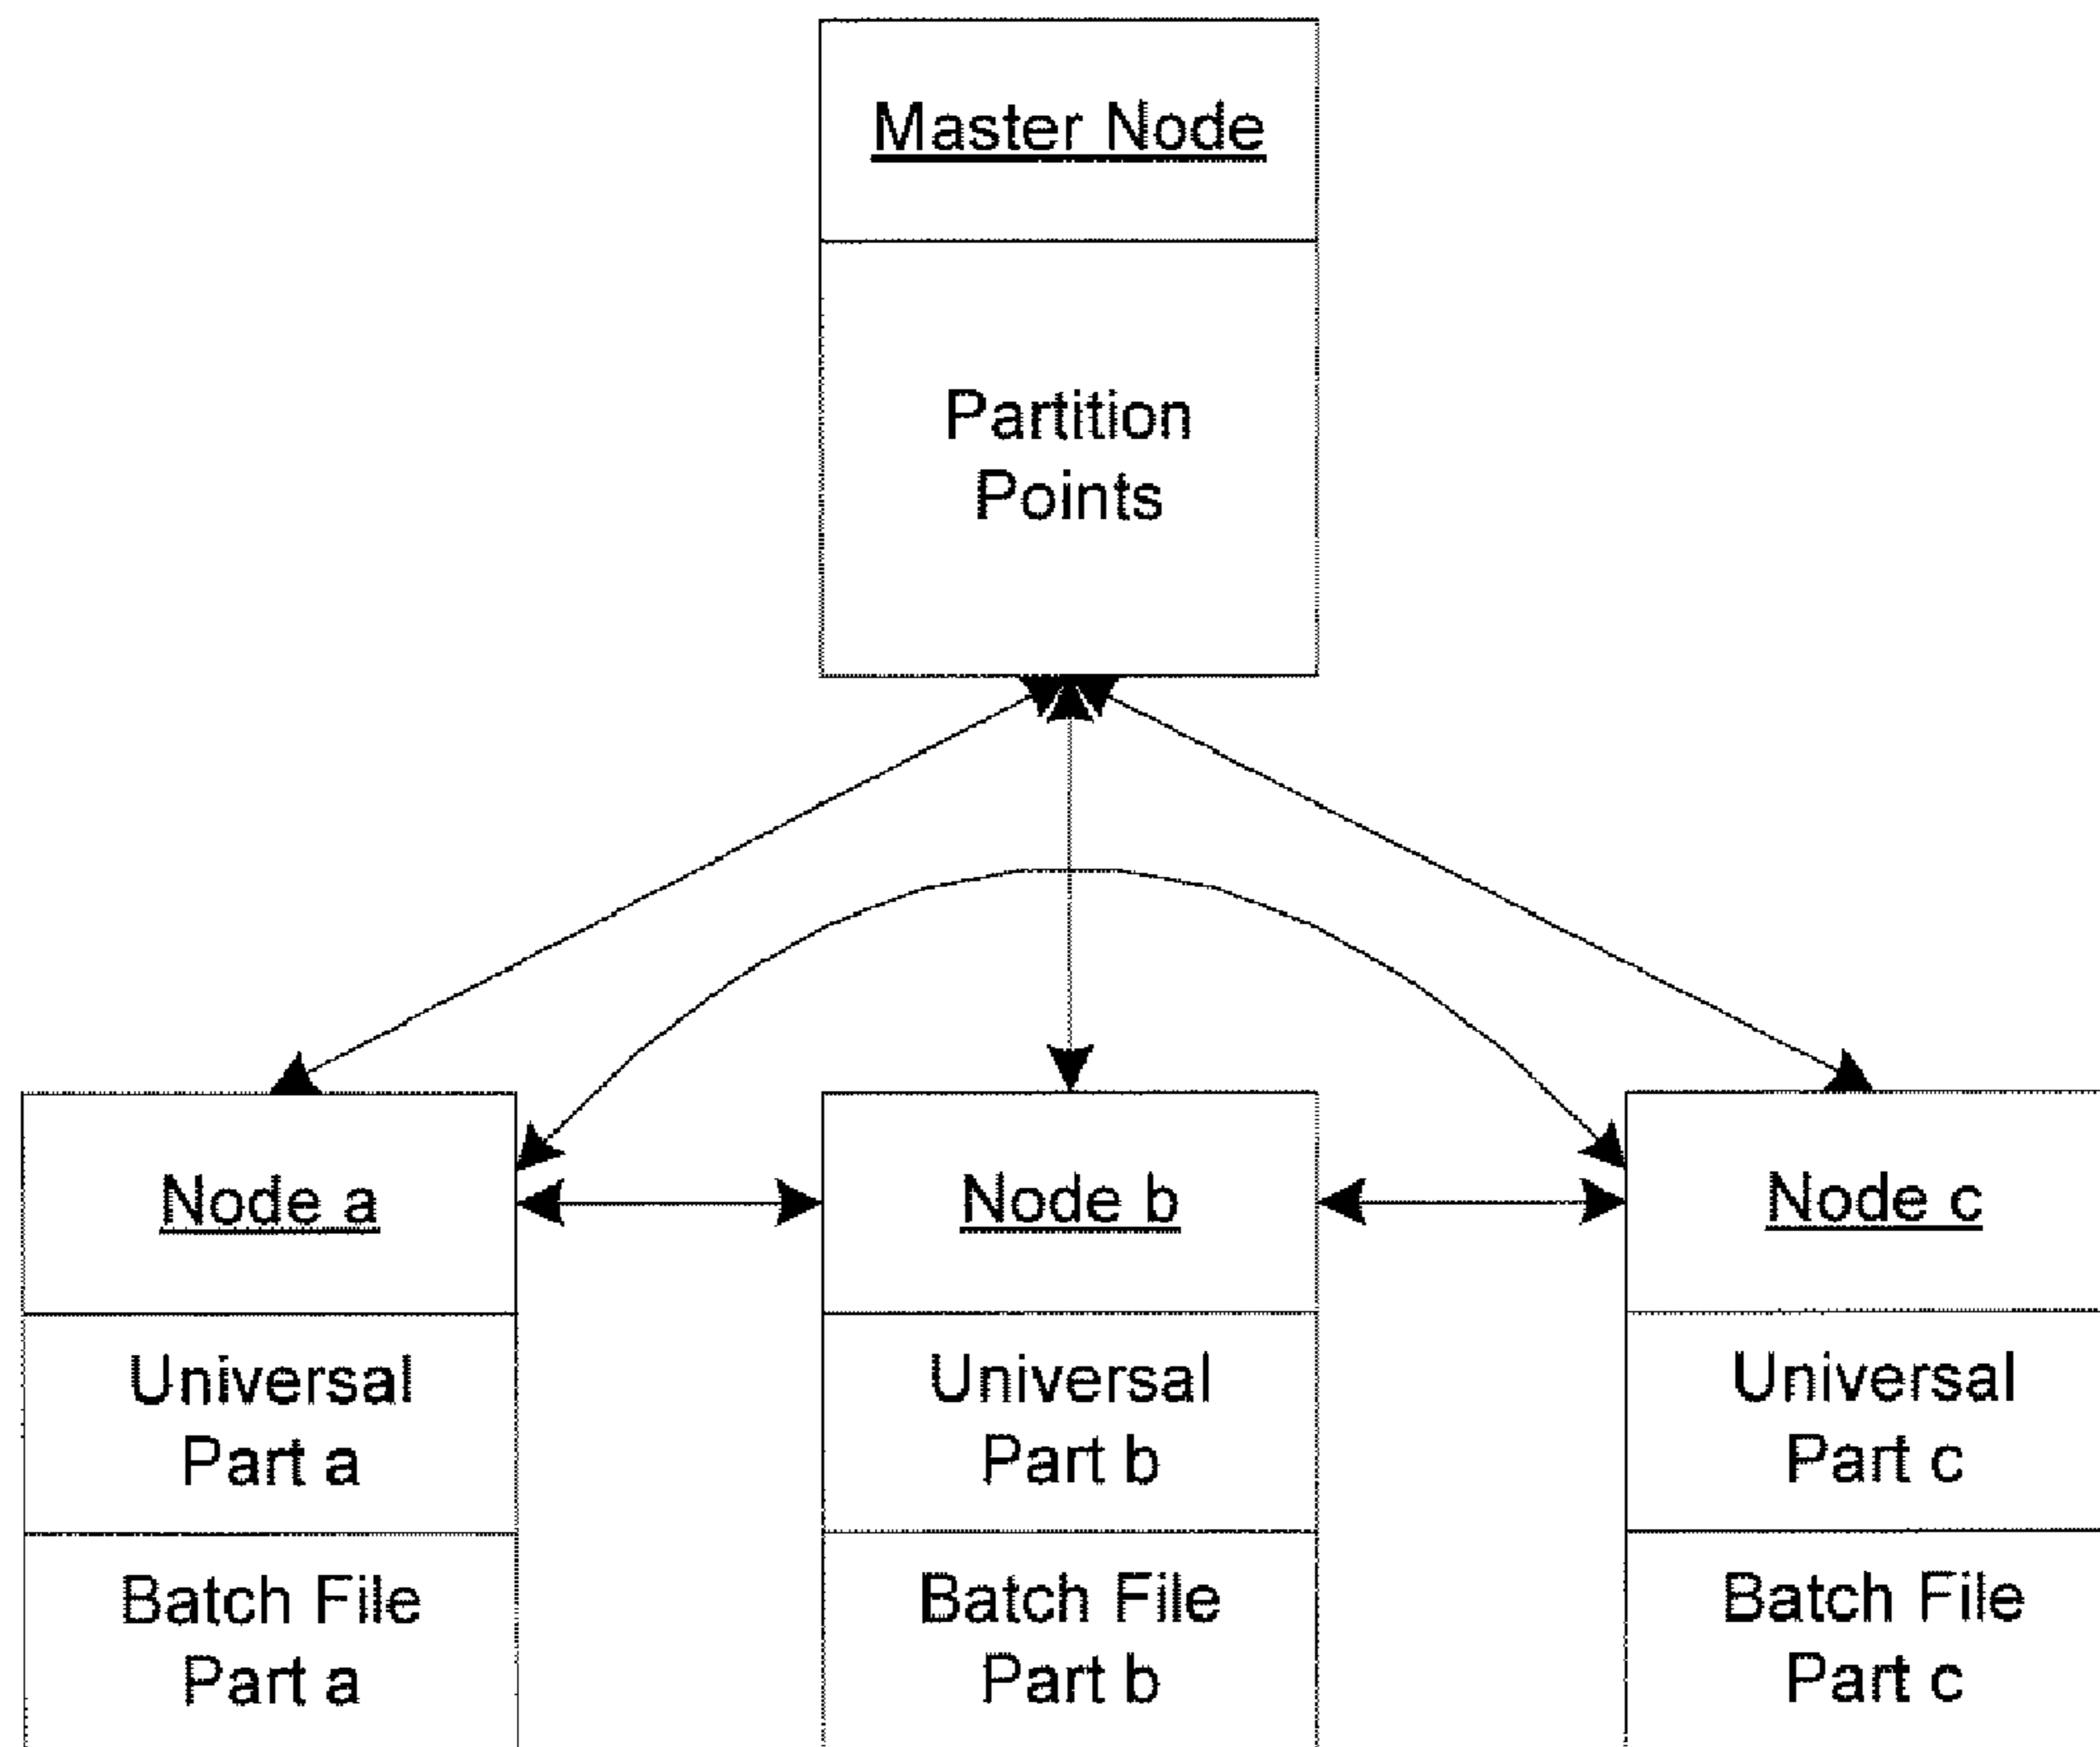 Master Node
Partition
Points
Node a
Node b
Node c
Universal
Part a
Universal
Part b
Universal
Part c
Batch File
Part a
Batch File
Part b
Batch File
Part c